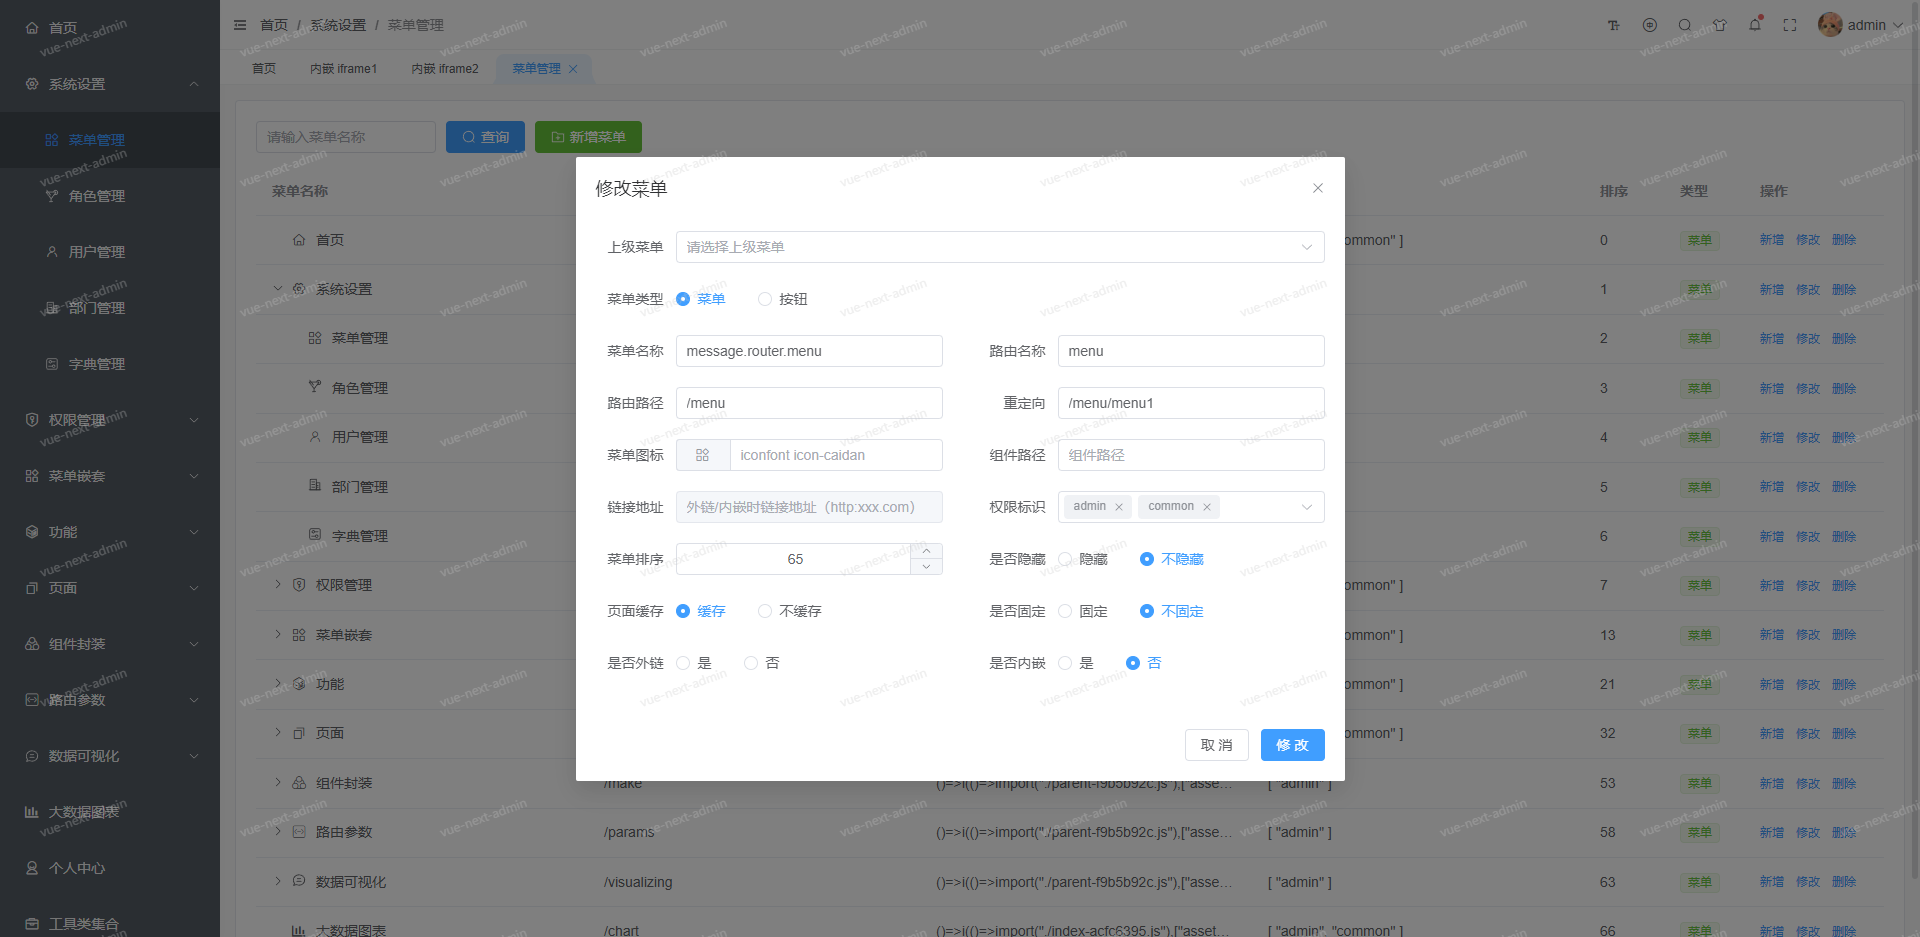 首页
系统设置
菜单管理
角色管理
用户管理
部门管理
字典管理
权限管理
菜单嵌套
功能
页面
组件封装
路由参数
数据可视化
大数据图表
个人中心
工具类集合
首页 / 系统设置 / 菜单管理
admin
首页 内嵌 iframe1 内嵌 iframe2 菜单管理
请输入菜单名称 查询 新增菜单
菜单名称 排序 类型 操作
首页 ommon" ] 0 菜单 新增 修改 删除
系统设置 1 菜单 新增 修改 删除
菜单管理 2 菜单 新增 修改 删除
角色管理 3 菜单 新增 修改 删除
用户管理 4 菜单 新增 修改 删除
部门管理 5 菜单 新增 修改 删除
字典管理 6 菜单 新增 修改 删除
权限管理 ommon" ] 7 菜单 新增 修改 删除
菜单嵌套 ommon" ] 13 菜单 新增 修改 删除
功能 ommon" ] 21 菜单 新增 修改 删除
页面 ommon" ] 32 菜单 新增 修改 删除
组件封装 /make ()=>i(()=>import("./parent-f9b5b92c.js"),["asse... [ "admin" ] 53 菜单 新增 修改 删除
路由参数 /params ()=>i(()=>import("./parent-f9b5b92c.js"),["asse... [ "admin" ] 58 菜单 新增 修改 删除
数据可视化 /visualizing ()=>i(()=>import("./parent-f9b5b92c.js"),["asse... [ "admin" ] 63 菜单 新增 修改 删除
大数据图表 /chart ()=>i(()=>import("./index-acfc6395.js"),["asset... [ "admin", "common" ] 66 菜单 新增 修改 删除
修改菜单
上级菜单 请选择上级菜单
菜单类型 菜单 按钮
菜单名称 message.router.menu 路由名称 menu
路由路径 /menu 重定向 /menu/menu1
菜单图标 iconfont icon-caidan 组件路径 组件路径
链接地址 外链/内嵌时链接地址（http:xxx.com） 权限标识 admin common
菜单排序 65 是否隐藏 隐藏 不隐藏
页面缓存 缓存 不缓存 是否固定 固定 不固定
是否外链 是 否 是否内嵌 是 否
取 消 修 改
vue-next-admin